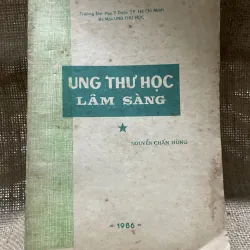 Trường Đại Học Y Dược TP. Hồ Chí Minh
Bộ Môn UNG THƯ HỌC
UNG THƯ HỌC
LÂM SÀNG
NGUYỄN CHẤN HÙNG
- 1986 -